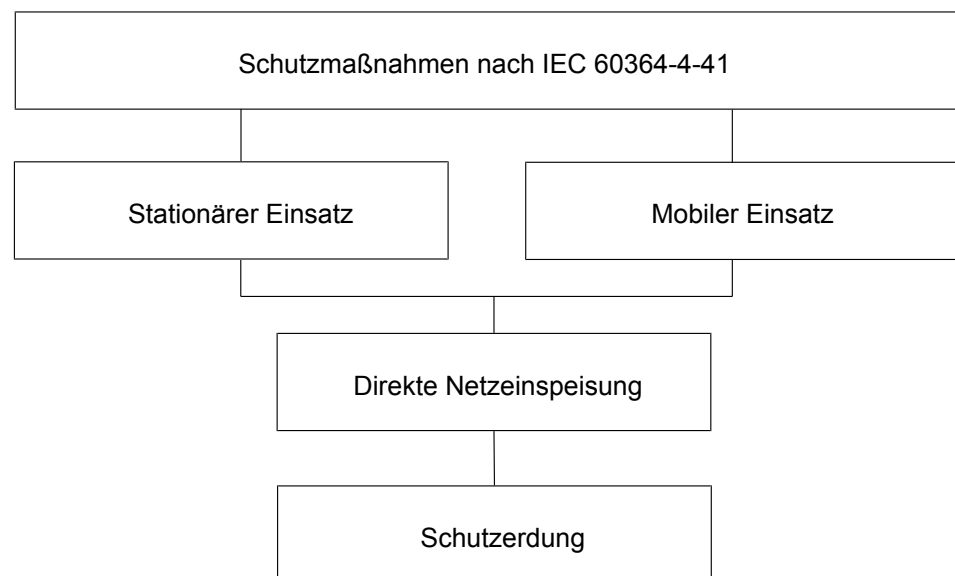 Schutzmaßnahmen nach IEC 60364-4-41
Stationärer Einsatz
Mobiler Einsatz
Direkte Netzeinspeisung
Schutzerdung